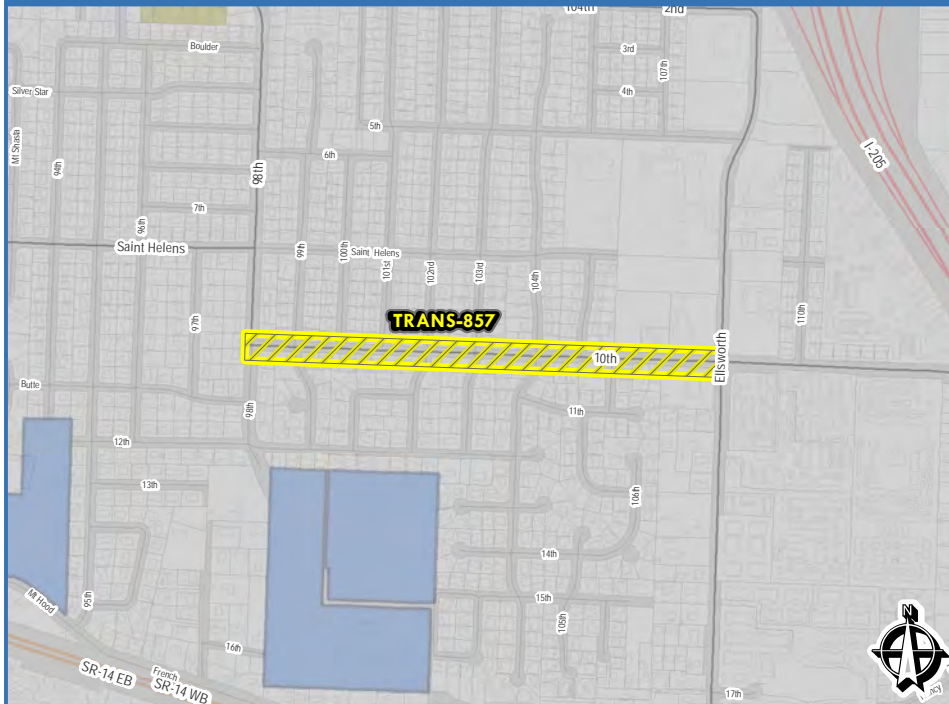 104th
2nd
Boulder
3rd
107th
Silver Star
4th
I-205
5th
Mt Shasta
6th
94th
98th
7th
96th
Saint Helens
99th
100th
Saint Helens
101st
102nd
103rd
104th
110th
97th
TRANS-857
10th
Ellsworth
Butte
98th
11th
12th
13th
106th
14th
15th
95th
105th
Mt Hood
16th
French
SR-14 EB
SR-14 WB
17th
N